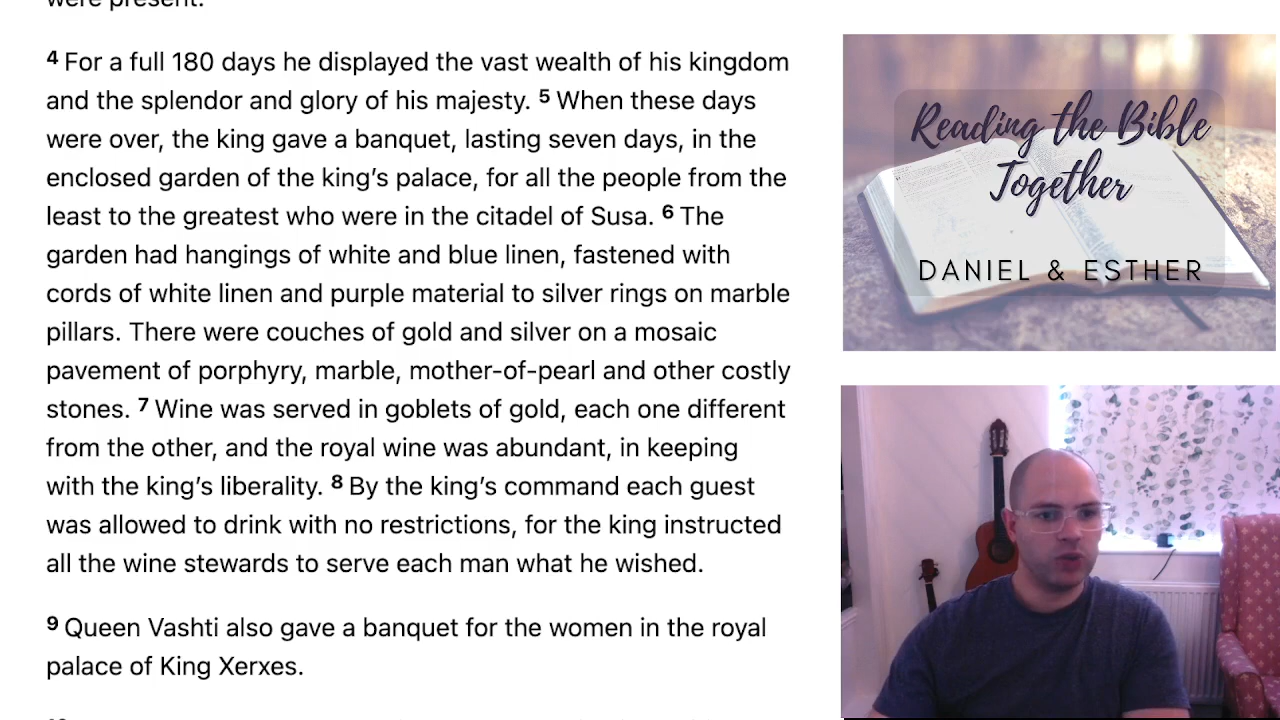 were present.
4 For a full 180 days he displayed the vast wealth of his kingdom
and the splendor and glory of his majesty. 5 When these days
were over, the king gave a banquet, lasting seven days, in the
enclosed garden of the king’s palace, for all the people from the
least to the greatest who were in the citadel of Susa. 6 The
garden had hangings of white and blue linen, fastened with
cords of white linen and purple material to silver rings on marble
pillars. There were couches of gold and silver on a mosaic
pavement of porphyry, marble, mother-of-pearl and other costly
stones. 7 Wine was served in goblets of gold, each one different
from the other, and the royal wine was abundant, in keeping
with the king’s liberality. 8 By the king’s command each guest
was allowed to drink with no restrictions, for the king instructed
all the wine stewards to serve each man what he wished.
9 Queen Vashti also gave a banquet for the women in the royal
palace of King Xerxes.
Reading the Bible
Together
DANIEL & ESTHER